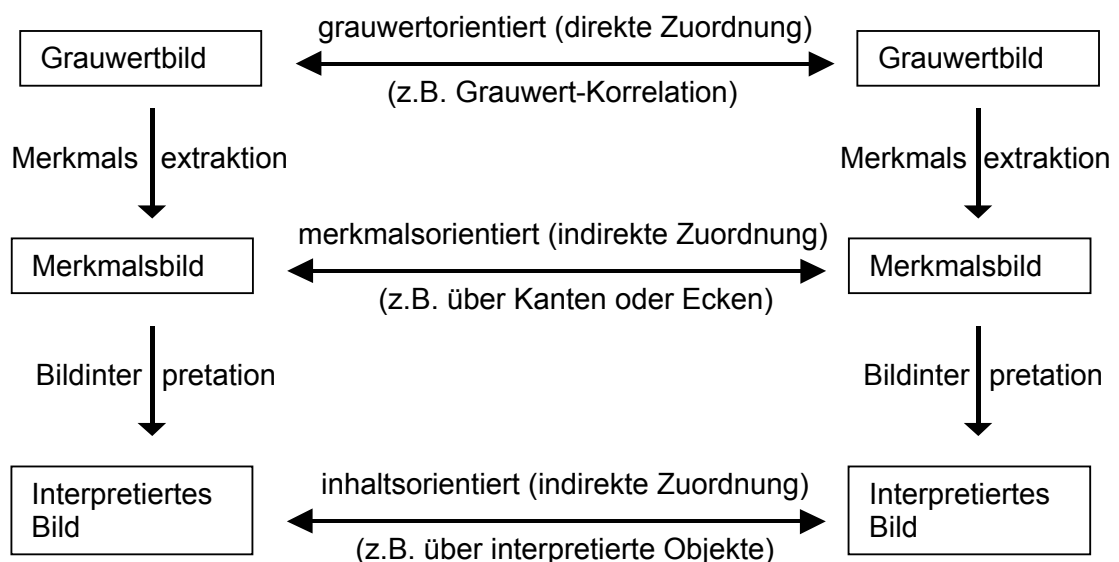 grauwertorientiert (direkte Zuordnung)
Grauwertbild
Grauwertbild
(z.B. Grauwert-Korrelation)
Merkmals extraktion
Merkmals extraktion
merkmalsorientiert (indirekte Zuordnung)
Merkmalsbild
Merkmalsbild
(z.B. über Kanten oder Ecken)
Bildinter pretation
Bildinter pretation
inhaltsorientiert (indirekte Zuordnung)
Interpretiertes
Bild
Interpretiertes
Bild
(z.B. über interpretierte Objekte)